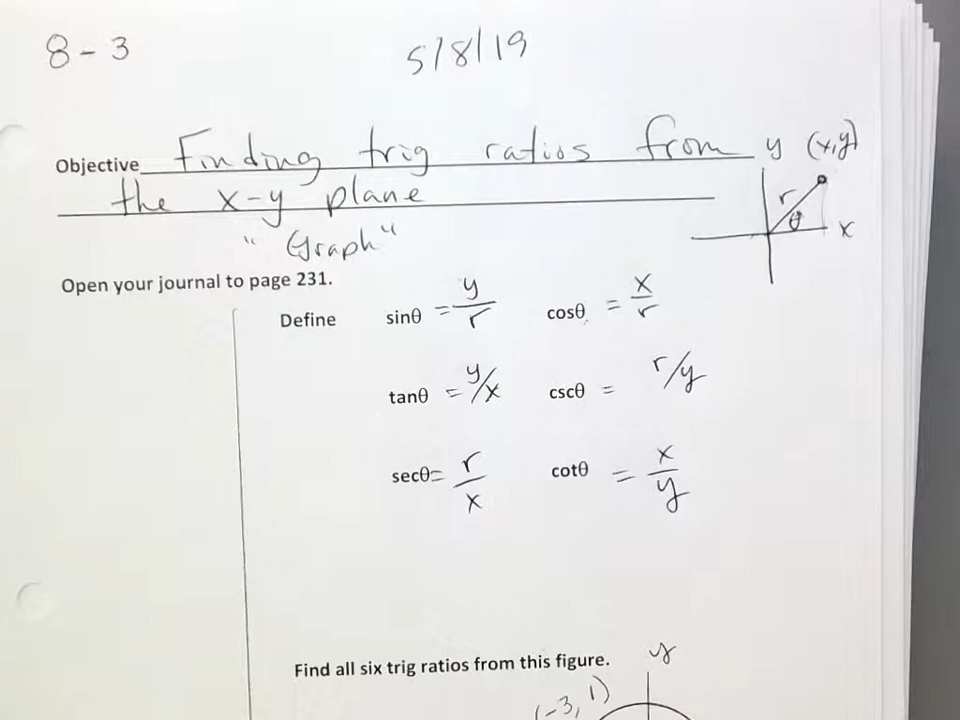 8-3 5/8/19
Objective Finding trig ratios from
the x-y plane
"Graph"
y (x,y)
r
θ x
Open your journal to page 231.
Define sinθ = y/r cosθ = x/r
tanθ = y/x cscθ = r/y
secθ= r/x cotθ = x/y
Find all six trig ratios from this figure. y
(-3, 1)